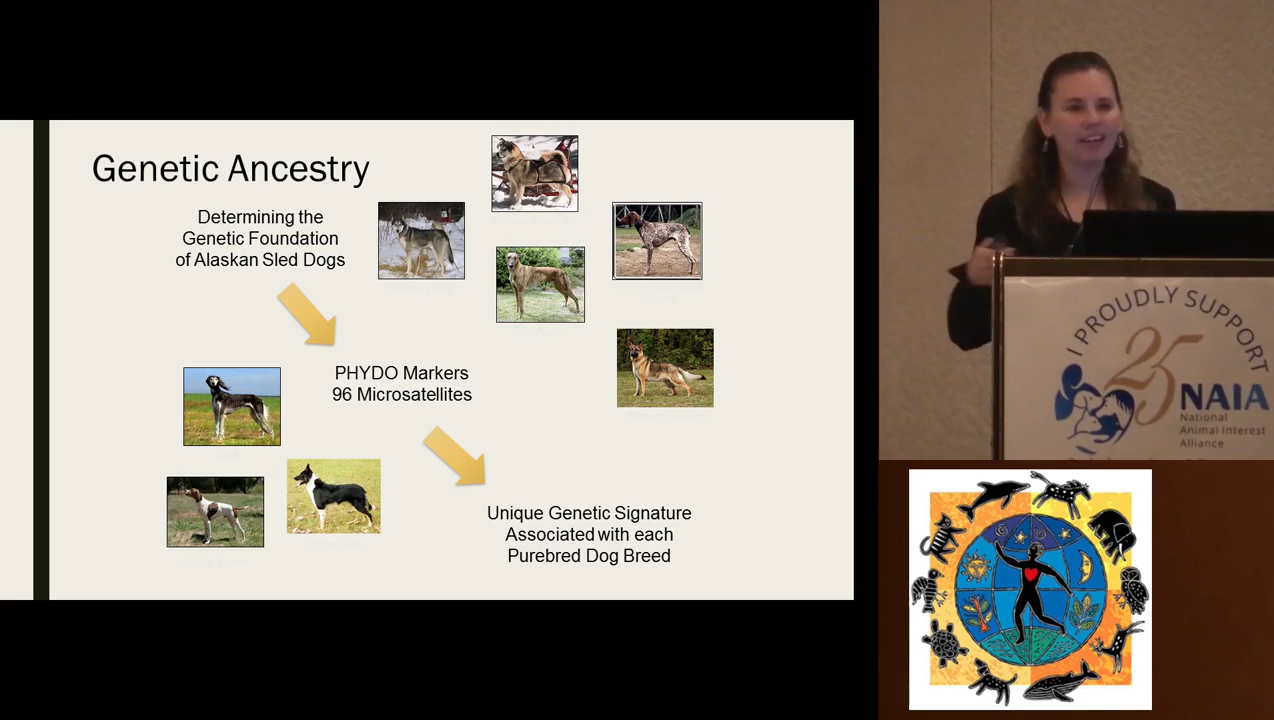 Genetic Ancestry
Determining the
Genetic Foundation
of Alaskan Sled Dogs
PHYDO Markers
96 Microsatellites
Unique Genetic Signature
Associated with each
Purebred Dog Breed
I PROUDLY SUPPORT
25
NAIA
National
Animal Interest
Alliance